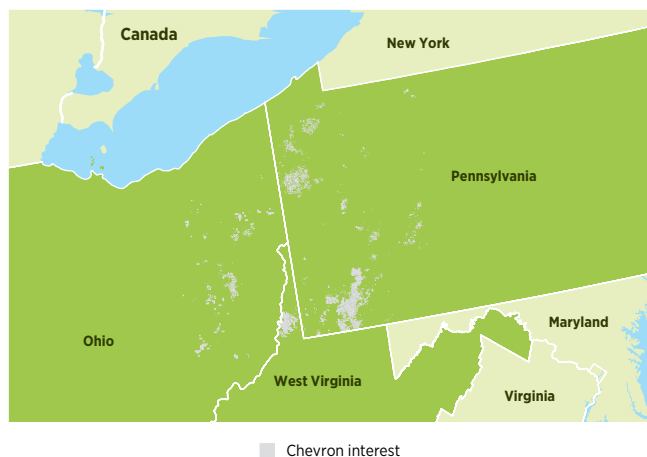 Canada
New York
Pennsylvania
Maryland
Ohio
West Virginia
Virginia
Chevron interest